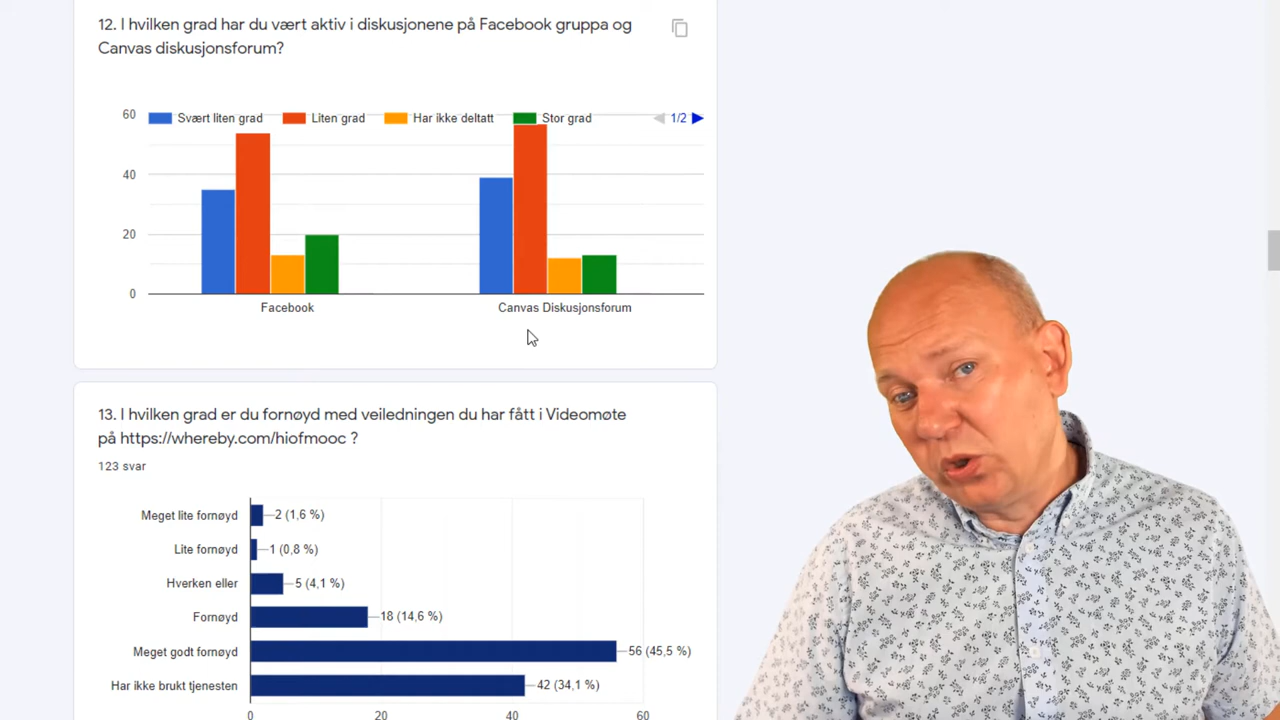 12. I hvilken grad har du vært aktiv i diskusjonene på Facebook gruppa og
Canvas diskusjonsforum?
60
Svært liten grad
Liten grad
Har ikke deltatt
Stor grad
1/2
40
20
0
Facebook
Canvas Diskusjonsforum
13. I hvilken grad er du fornøyd med veiledningen du har fått i Videomøte
på https://whereby.com/hiofmooc ?
123 svar
Meget lite fornøyd
2 (1,6 %)
Lite fornøyd
1 (0,8 %)
Hverken eller
5 (4,1 %)
Fornøyd
18 (14,6 %)
Meget godt fornøyd
56 (45,5 %)
Har ikke brukt tjenesten
42 (34,1 %)
0
20
40
60